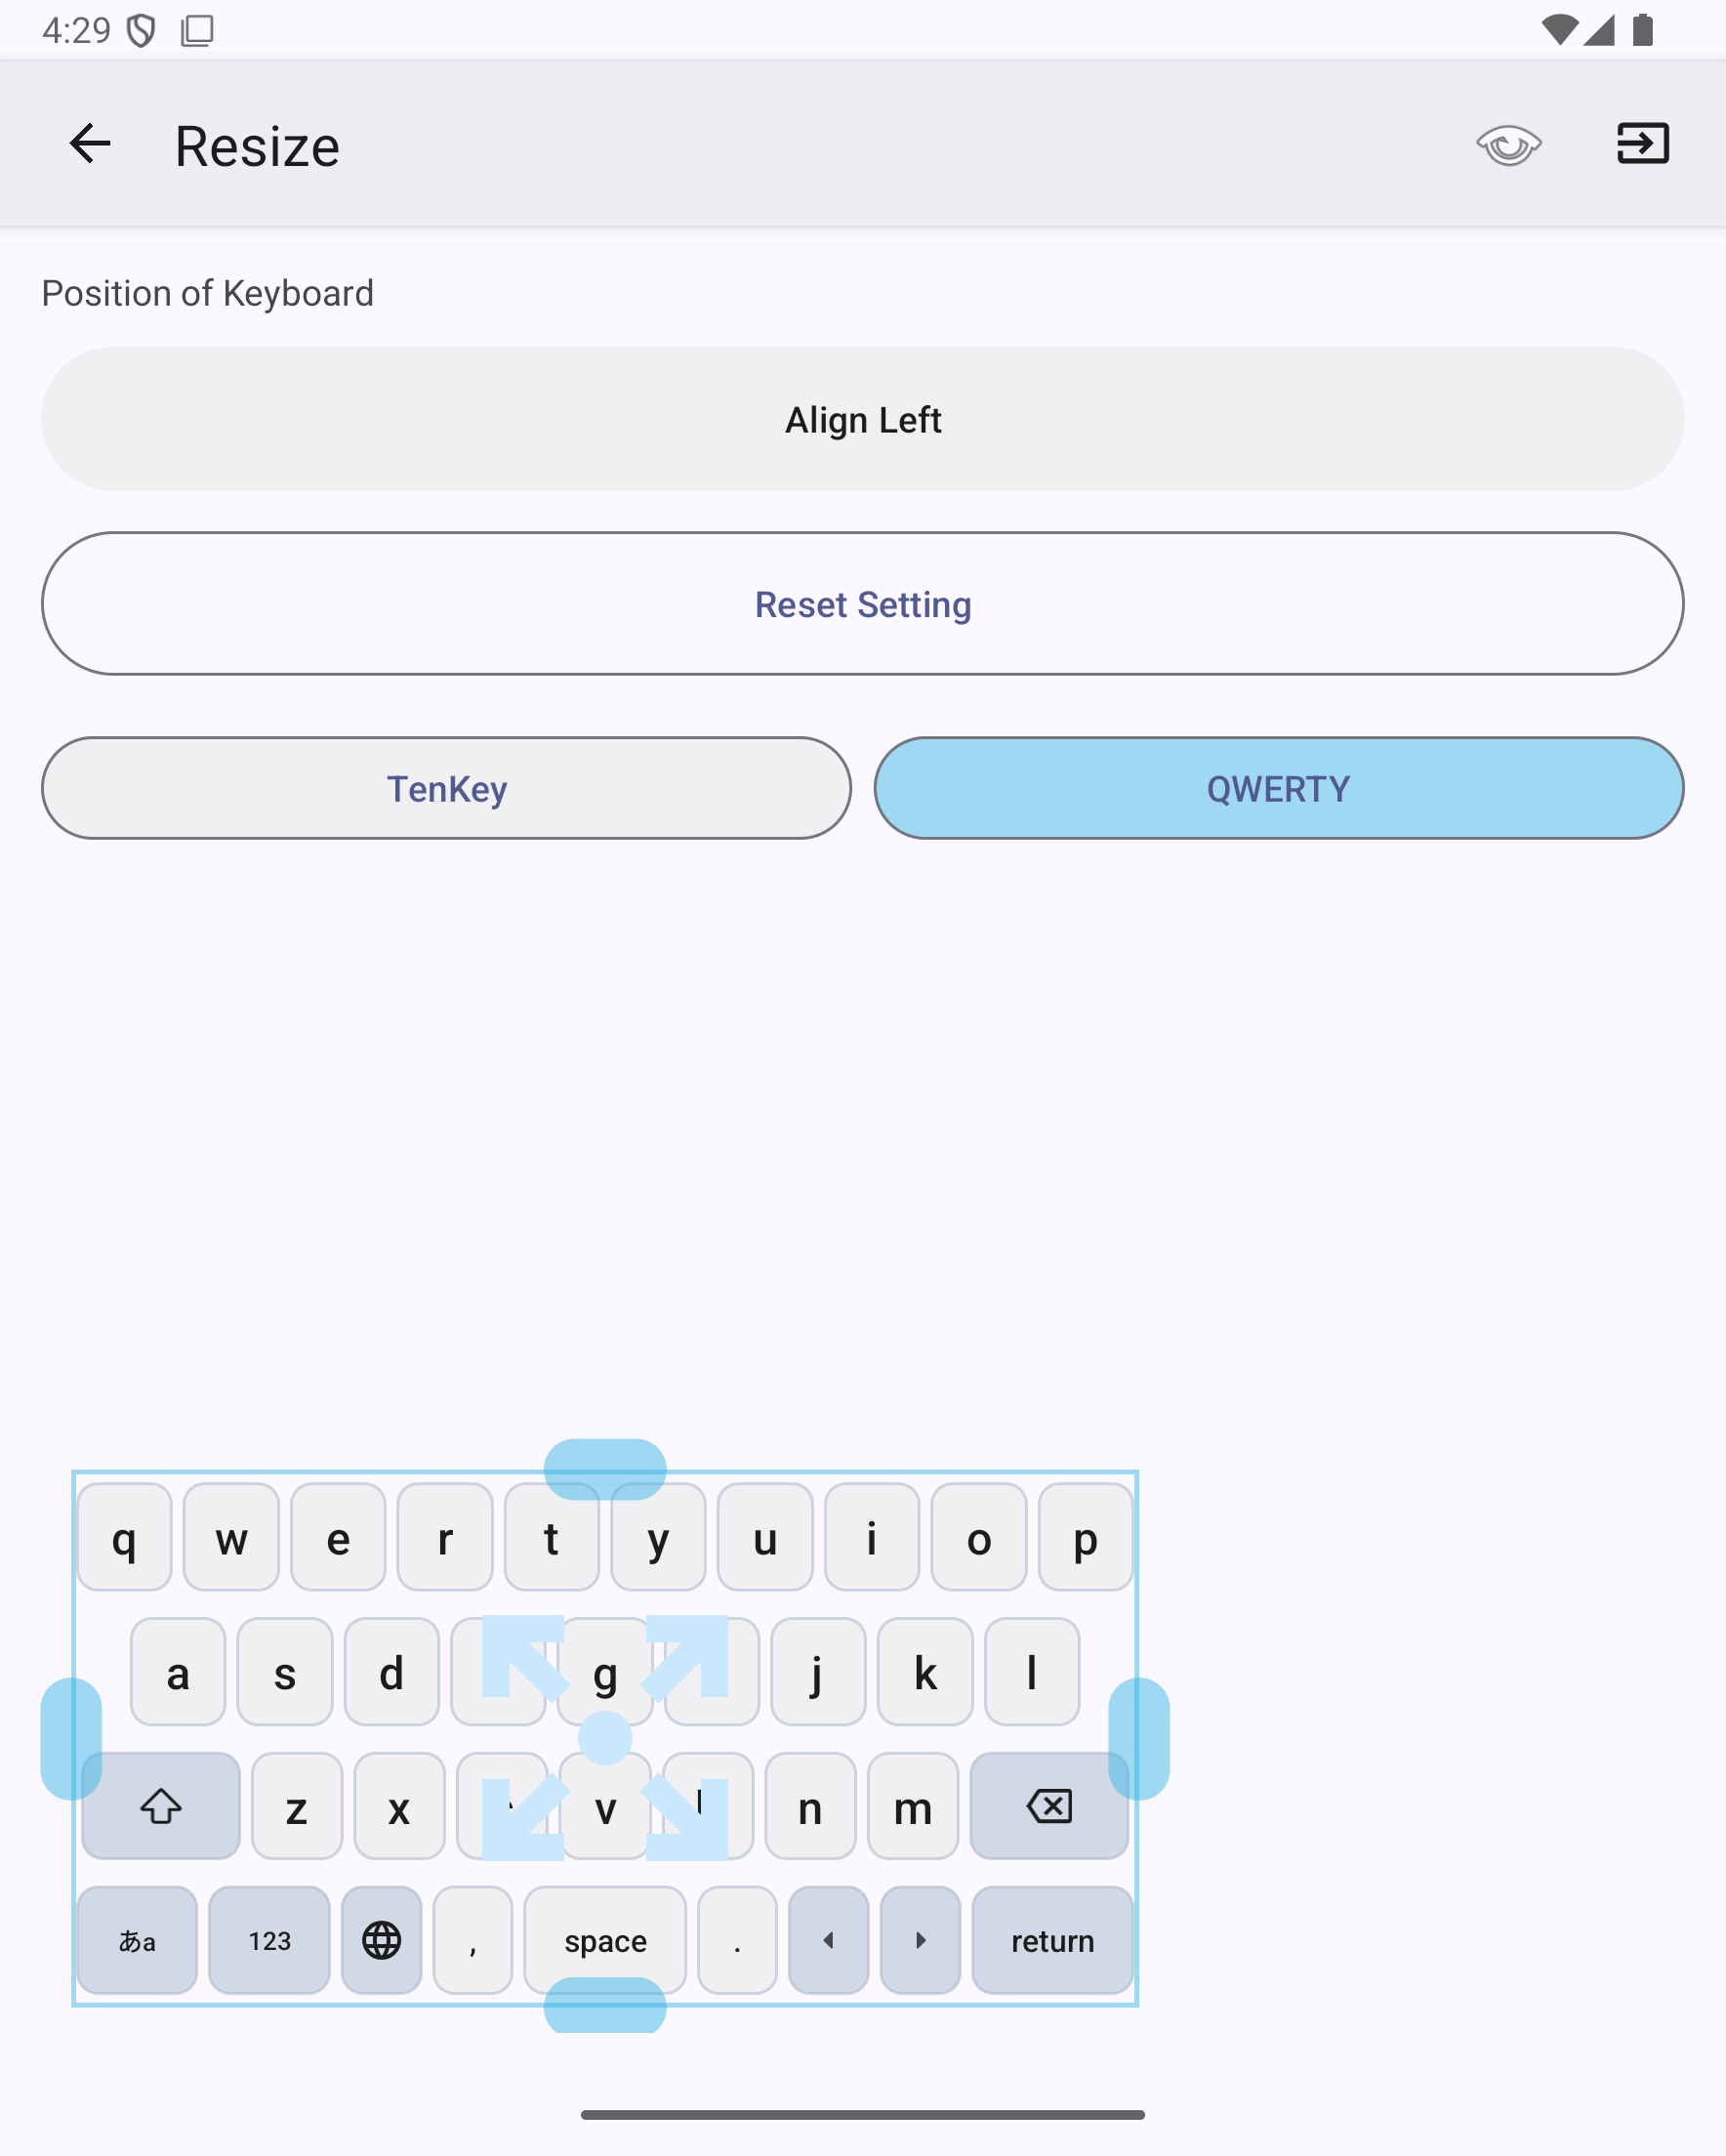 4:29
Resize
Position of Keyboard
Align Left
Reset Setting
TenKey QWERTY
q w e r t y u i o p
a s d g j k l
z x v n m
あa 123 , space . return